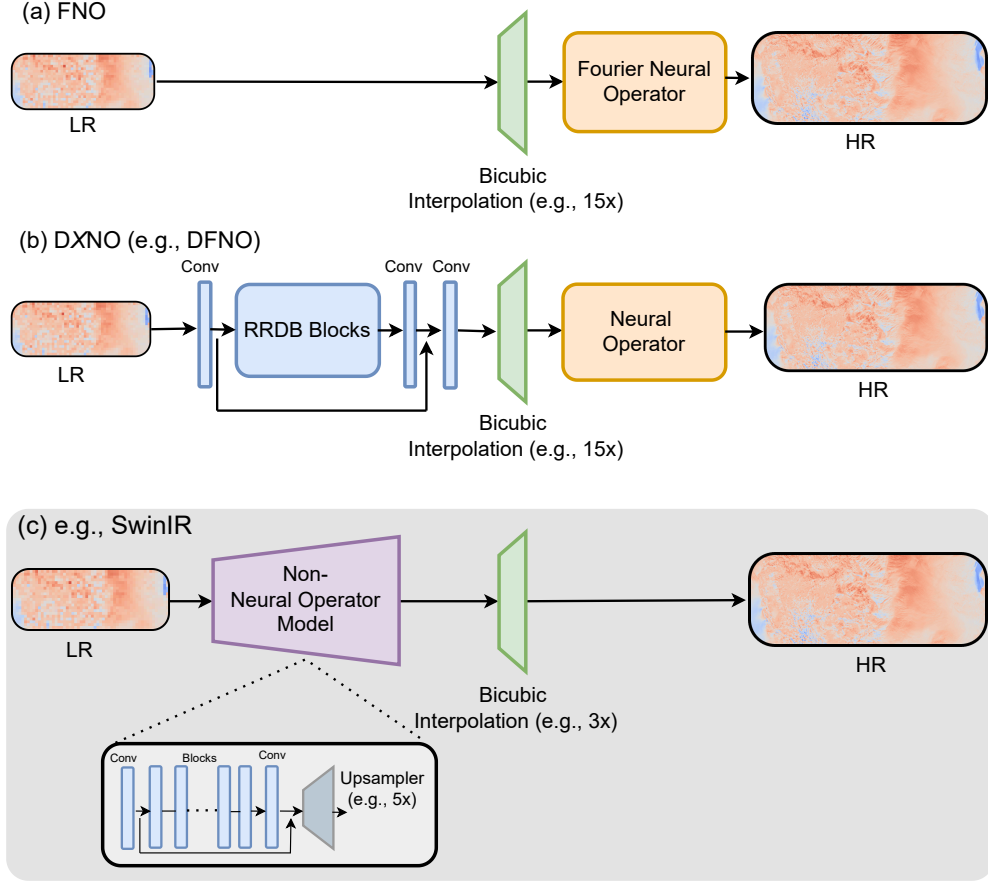 (a) FNO
LR
Fourier Neural
Operator
HR
Bicubic
Interpolation (e.g., 15x)
(b) DXNO (e.g., DFNO)
Conv
Conv
Conv
RRDB Blocks
LR
Neural
Operator
HR
Bicubic
Interpolation (e.g., 15x)
(c) e.g., SwinIR
Non-
Neural Operator
Model
LR
HR
Bicubic
Interpolation (e.g., 3x)
Conv
Blocks
Conv
Upsampler
(e.g., 5x)